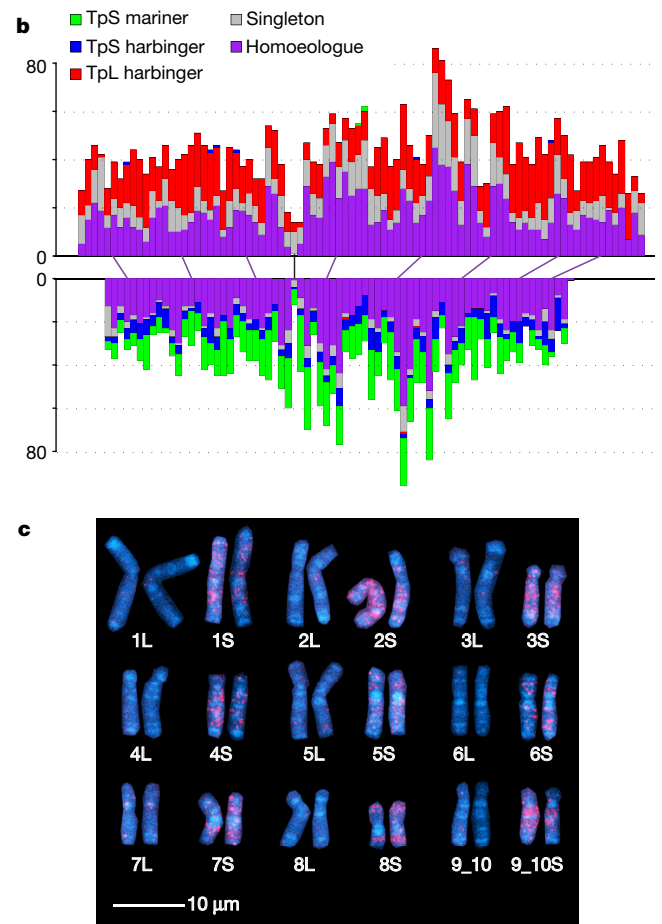 b
TpS mariner
Singleton
TpS harbinger
Homoeologue
TpL harbinger
80
0
0
80
c
1L 1S 2L 2S 3L 3S
4L 4S 5L 5S 6L 6S
7L 7S 8L 8S 9_10 9_10S
10 μm